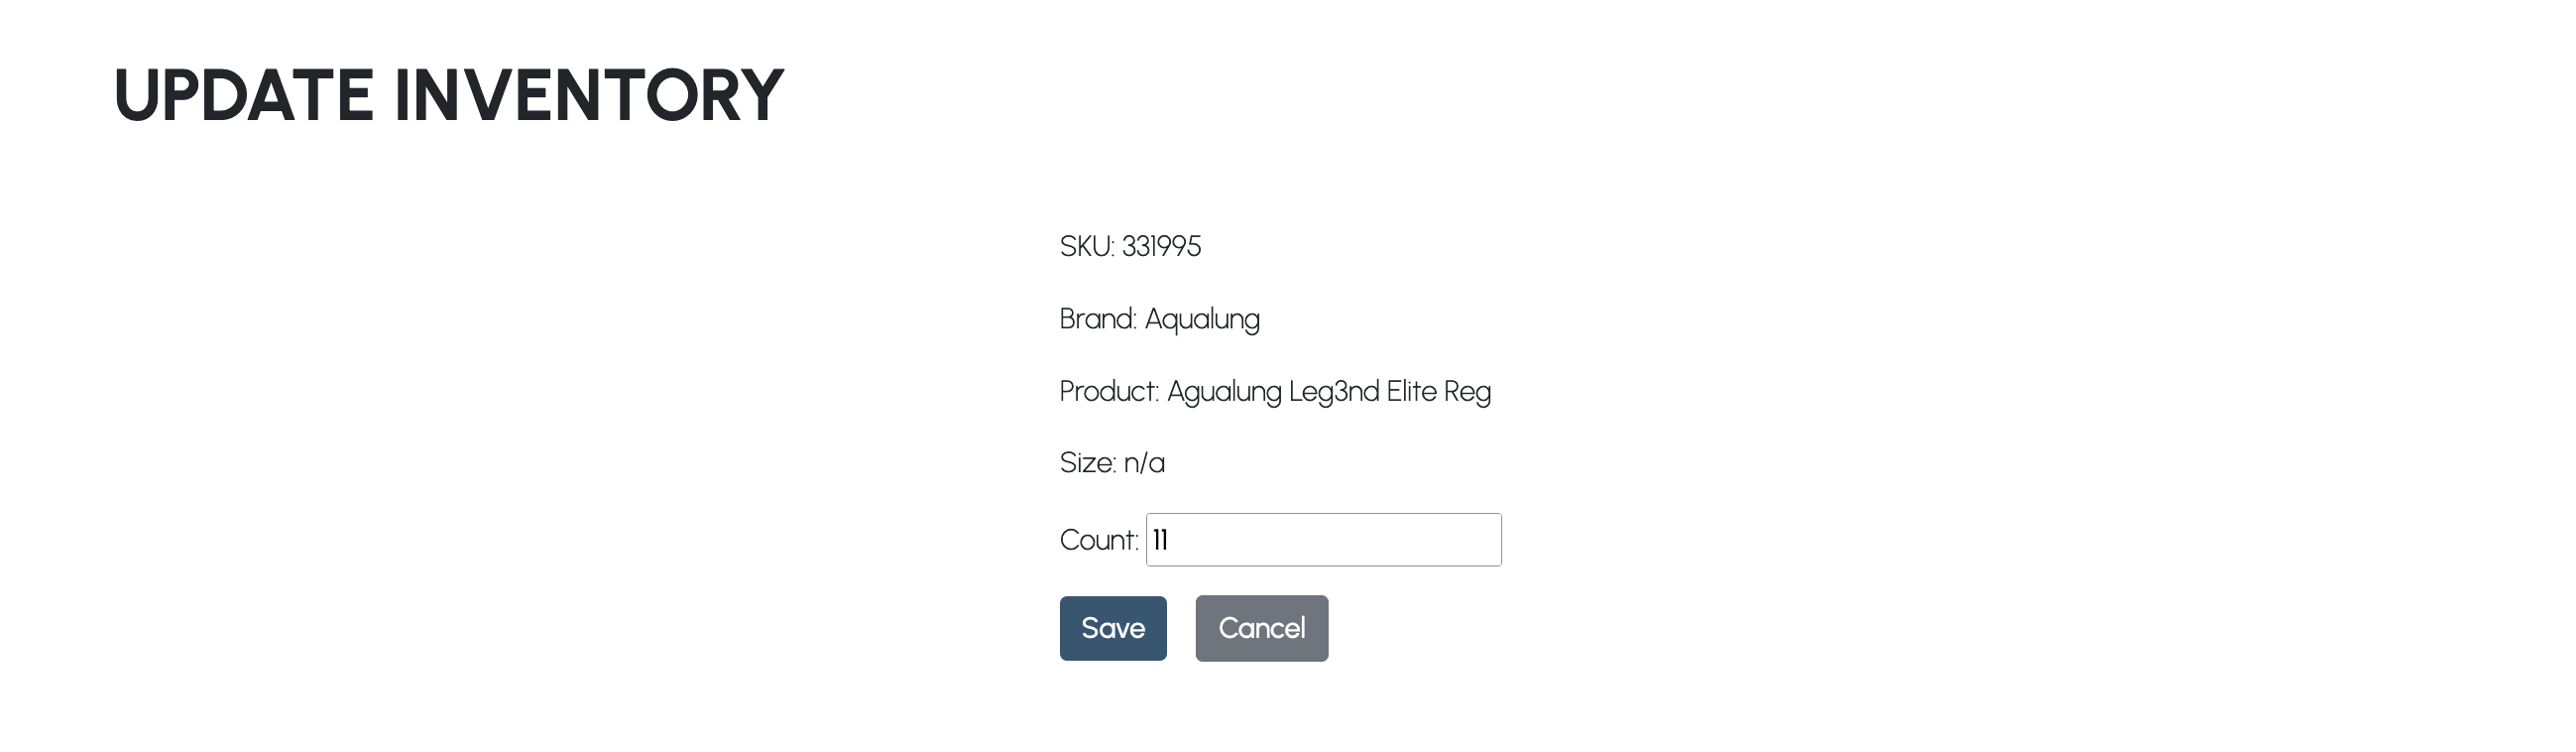 UPDATE INVENTORY
SKU: 331995
Brand: Aqualung
Product: Agualung Leg3nd Elite Reg
Size: n/a
Count: 11
Save Cancel